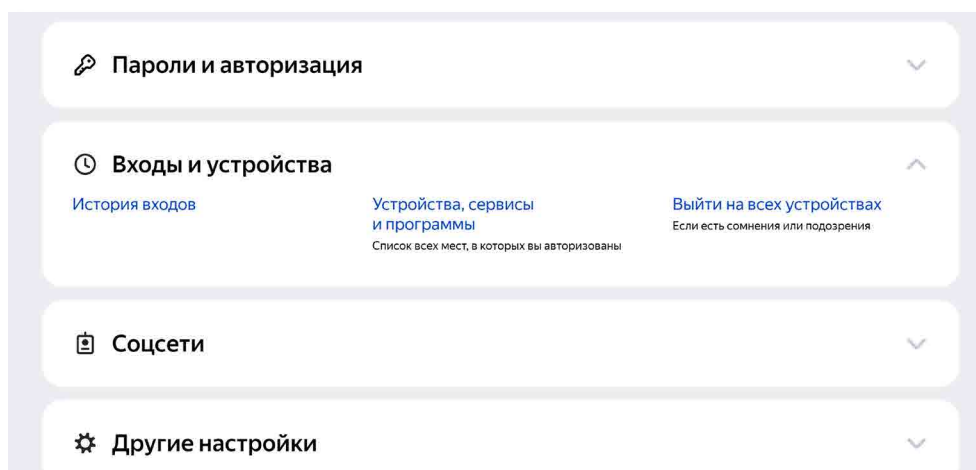 Пароли и авторизация
Входы и устройства
История входов
Устройства, сервисы
и программы
Список всех мест, в которых вы авторизованы
Выйти на всех устройствах
Если есть сомнения или подозрения
Соцсети
Другие настройки